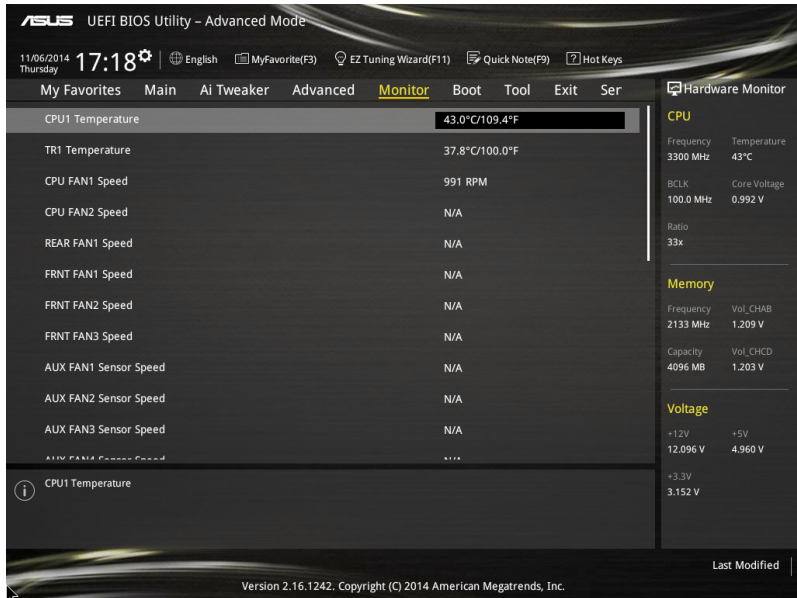 ASUS UEFI BIOS Utility – Advanced Mode
11/06/2014
Thursday
17:18
English
MyFavorite(F3)
EZ Tuning Wizard(F11)
Quick Note(F9)
? Hot Keys
My Favorites Main Ai Tweaker Advanced Monitor Boot Tool Exit Ser
CPU1 Temperature 43.0°C/109.4°F
TR1 Temperature 37.8°C/100.0°F
CPU FAN1 Speed 991 RPM
CPU FAN2 Speed N/A
REAR FAN1 Speed N/A
FRNT FAN1 Speed N/A
FRNT FAN2 Speed N/A
FRNT FAN3 Speed N/A
AUX FAN1 Sensor Speed N/A
AUX FAN2 Sensor Speed N/A
AUX FAN3 Sensor Speed N/A
AUX FAN4 Sensor Speed N/A
CPU1 Temperature
Hardware Monitor
CPU
Frequency Temperature
3300 MHz 43°C
BCLK Core Voltage
100.0 MHz 0.992 V
Ratio
33x
Memory
Frequency Vol_CHAB
2133 MHz 1.209 V
Capacity Vol_CHCD
4096 MB 1.203 V
Voltage
+12V +5V
12.096 V 4.960 V
+3.3V
3.152 V
Last Modified
Version 2.16.1242. Copyright (C) 2014 American Megatrends, Inc.